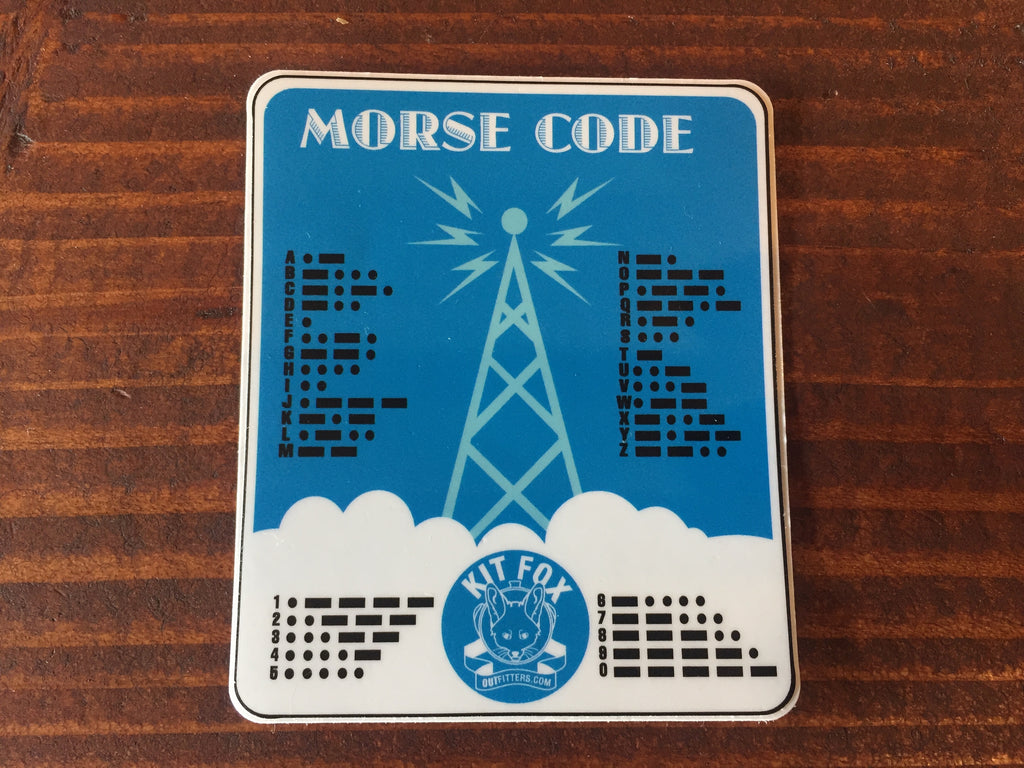 MORSE CODE
A • —
B — • • •
C — • — •
D — • •
E •
F • • — •
G — — •
H • • • •
I • •
J • — — —
K — • —
L • — • •
M — —
N — •
O — — —
P • — — •
Q — — • —
R • — •
S • • •
T —
U • • —
V • • • —
W • — —
X — • • —
Y — • — —
Z — — • •
1 • — — — —
2 • • — — —
3 • • • — —
4 • • • • —
5 • • • • •
KIT FOX
OUTFITTERS.COM
6 — • • • •
7 — — • • •
8 — — — • •
9 — — — — •
0 — — — — —